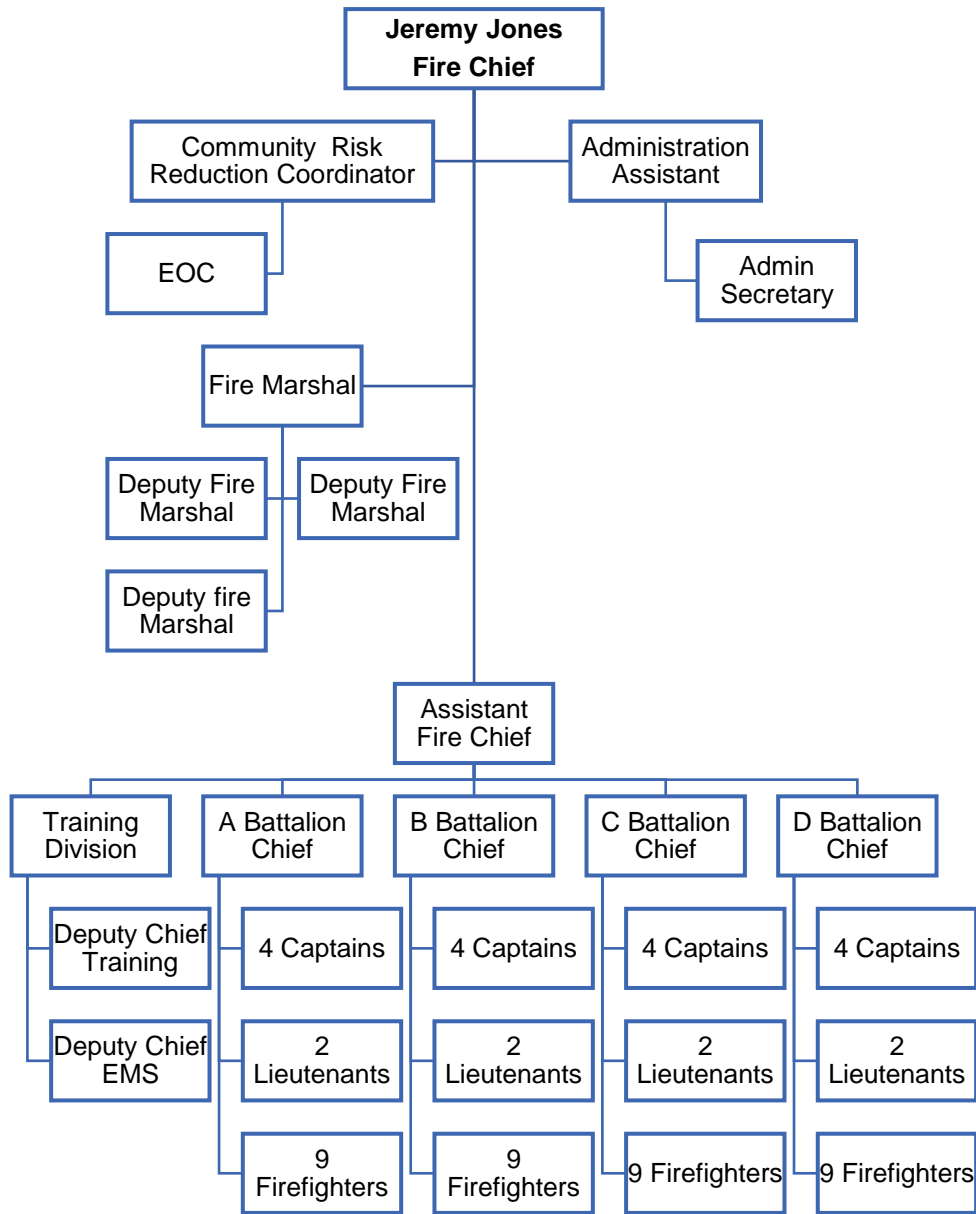 Jeremy Jones
Fire Chief
Community Risk
Reduction Coordinator
Administration
Assistant
EOC
Admin
Secretary
Fire Marshal
Deputy Fire
Marshal
Deputy Fire
Marshal
Deputy fire
Marshal
Assistant
Fire Chief
Training
Division
A Battalion
Chief
B Battalion
Chief
C Battalion
Chief
D Battalion
Chief
Deputy Chief
Training
4 Captains
4 Captains
4 Captains
4 Captains
Deputy Chief
EMS
2
Lieutenants
2
Lieutenants
2
Lieutenants
2
Lieutenants
9
Firefighters
9
Firefighters
9 Firefighters
9 Firefighters